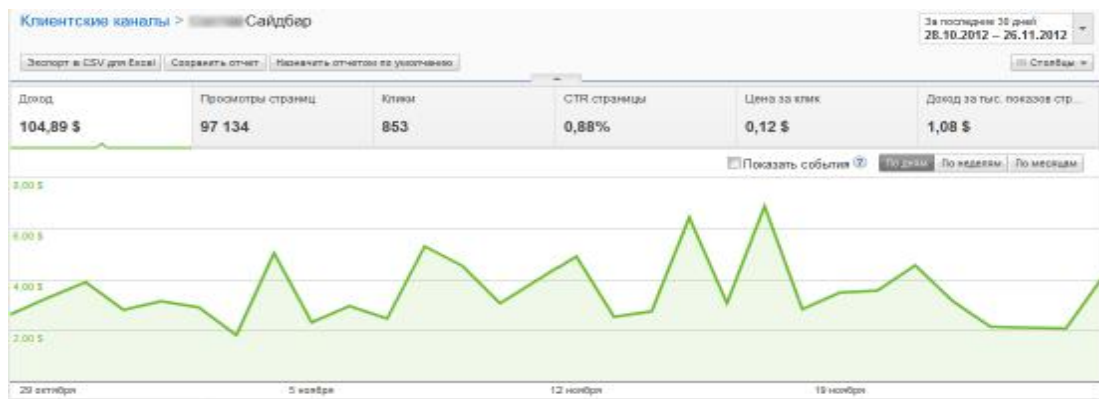 Клиентские каналы > Сайдбар
За последние 30 дней
28.10.2012 – 26.11.2012
Экспорт в CSV для Excel Сохранить отчет Назначить отчетом по умолчанию
Столбцы
Доход Просмотры страниц Клики CTR страницы Цена за клик Доход за тыс. показов стр...
104,89 $ 97 134 853 0,88% 0,12 $ 1,08 $
Показать события ? По дням По неделям По месяцам
8.00 $
6.00 $
4.00 $
2.00 $
29 октября 5 ноября 12 ноября 19 ноября